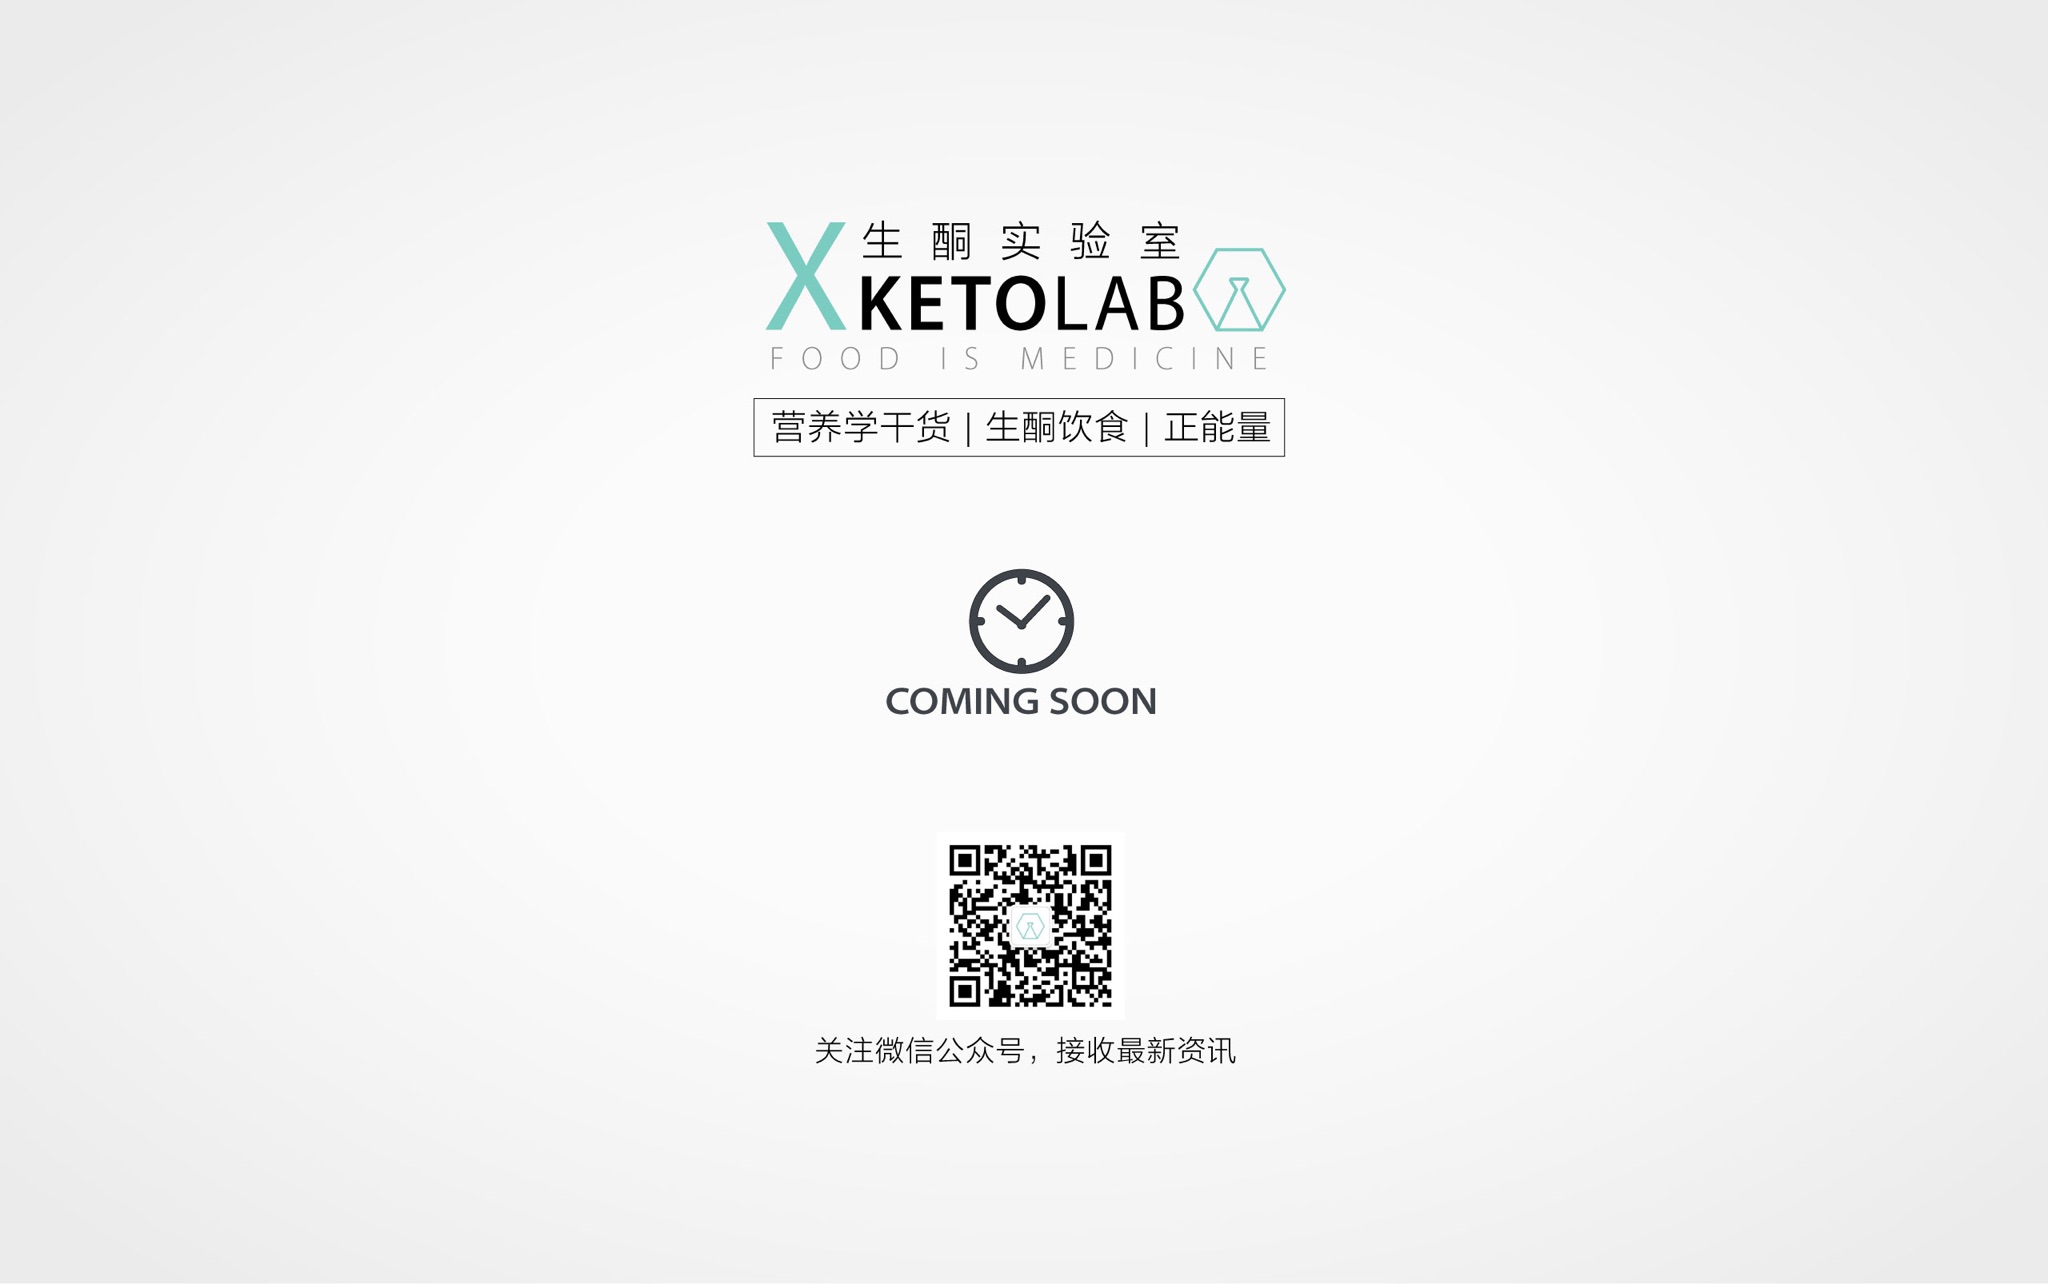 X 生酮实验室
KETOLAB
FOOD IS MEDICINE
营养学干货 | 生酮饮食 | 正能量
COMING SOON
关注微信公众号，接收最新资讯